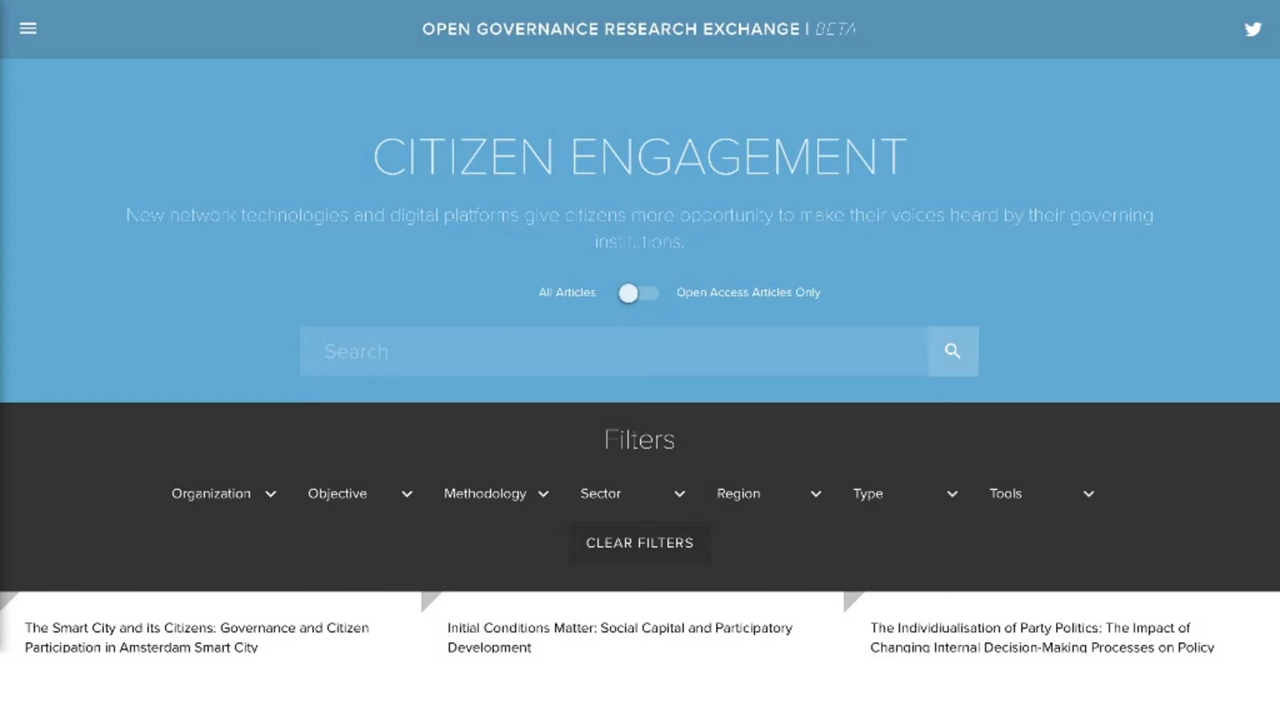 OPEN GOVERNANCE RESEARCH EXCHANGE | BETA
CITIZEN ENGAGEMENT
New network technologies and digital platforms give citizens more opportunity to make their voices heard by their governing
institutions.
All Articles Open Access Articles Only
Search
Filters
Organization Objective Methodology Sector Region Type Tools
CLEAR FILTERS
The Smart City and its Citizens: Governance and Citizen
Participation in Amsterdam Smart City
Initial Conditions Matter: Social Capital and Participatory
Development
The Individiualisation of Party Politics: The Impact of
Changing Internal Decision-Making Processes on Policy